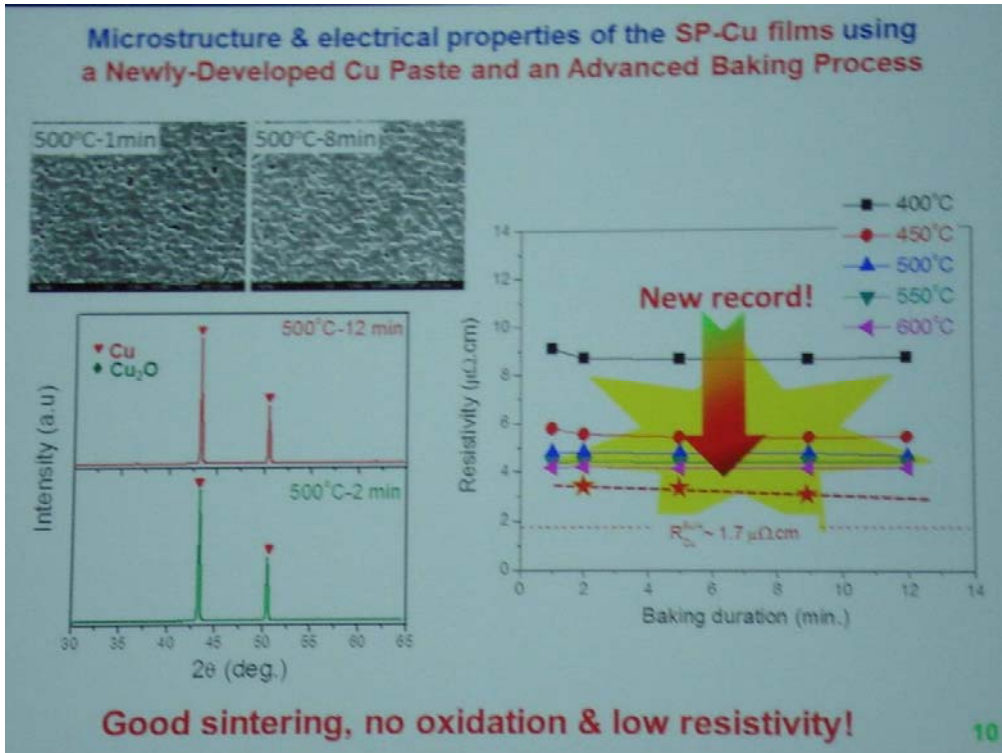 Microstructure & electrical properties of the SP-Cu films using
a Newly-Developed Cu Paste and an Advanced Baking Process
500°C-1min
500°C-8min
500°C-12 min
Cu
Cu₂O
500°C-2 min
Intensity (a.u)
30 35 40 45 50 55 60 65
2θ (deg.)
400°C
450°C
500°C
550°C
600°C
New record!
Resistivity (μΩ.cm)
14
12
10
8
6
4
2
0
~ 1.7 μΩcm
0 2 4 6 8 10 12 14
Baking duration (min.)
Good sintering, no oxidation & low resistivity!
10